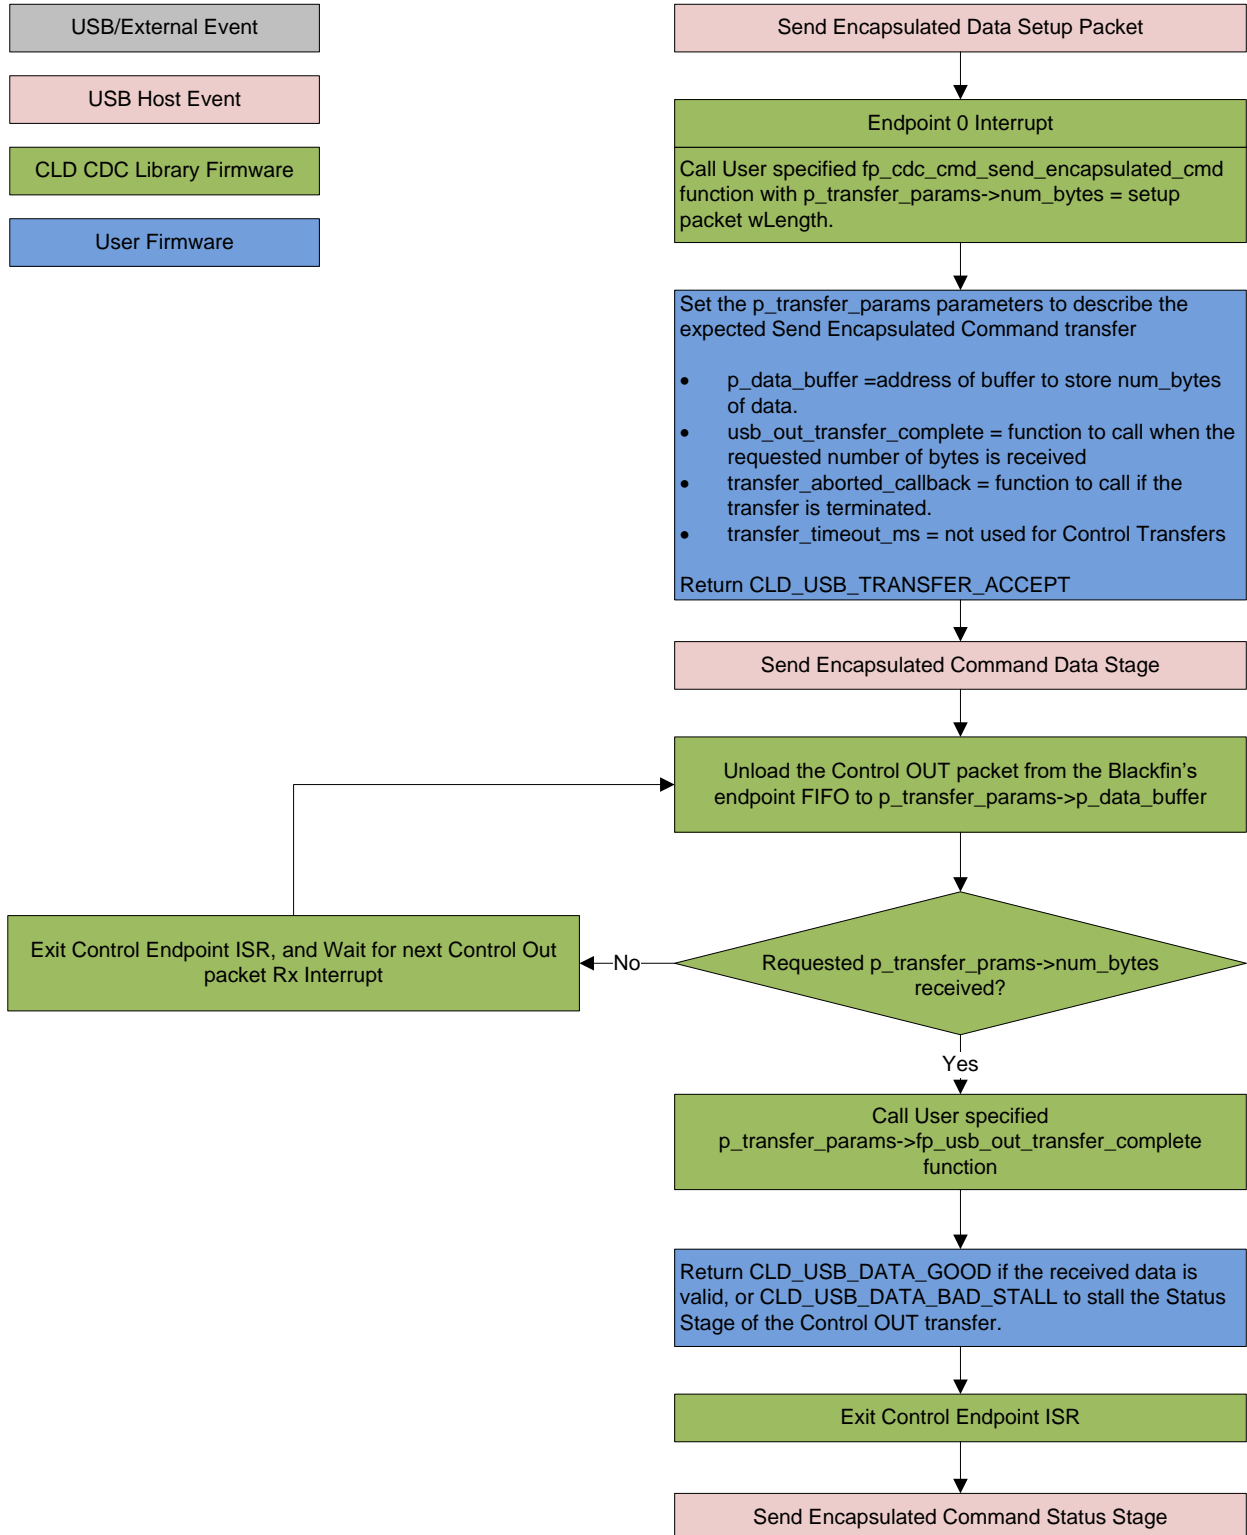 USB/External Event
USB Host Event
CLD CDC Library Firmware
User Firmware
Send Encapsulated Data Setup Packet
Endpoint 0 Interrupt
Call User specified fp_cdc_cmd_send_encapsulated_cmd
function with p_transfer_params->num_bytes = setup
packet wLength.
Set the p_transfer_params parameters to describe the
expected Send Encapsulated Command transfer
• p_data_buffer =address of buffer to store num_bytes
of data.
• usb_out_transfer_complete = function to call when the
requested number of bytes is received
• transfer_aborted_callback = function to call if the
transfer is terminated.
• transfer_timeout_ms = not used for Control Transfers
Return CLD_USB_TRANSFER_ACCEPT
Send Encapsulated Command Data Stage
Unload the Control OUT packet from the Blackfin’s
endpoint FIFO to p_transfer_params->p_data_buffer
Exit Control Endpoint ISR, and Wait for next Control Out
packet Rx Interrupt
No
Requested p_transfer_prams->num_bytes
received?
Yes
Call User specified
p_transfer_params->fp_usb_out_transfer_complete
function
Return CLD_USB_DATA_GOOD if the received data is
valid, or CLD_USB_DATA_BAD_STALL to stall the Status
Stage of the Control OUT transfer.
Exit Control Endpoint ISR
Send Encapsulated Command Status Stage